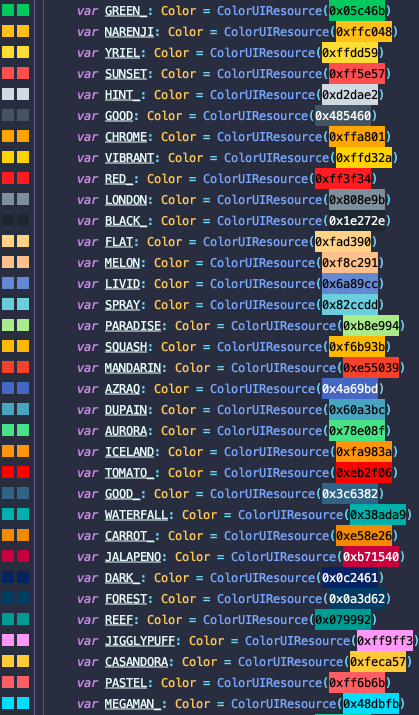 var GREEN_: Color = ColorUIResource(0x05c46b)
var NARENJI: Color = ColorUIResource(0xffc048)
var YRIEL: Color = ColorUIResource(0xffdd59)
var SUNSET: Color = ColorUIResource(0xff5e57)
var HINT_: Color = ColorUIResource(0xd2dae2)
var GOOD: Color = ColorUIResource(0x485460)
var CHROME: Color = ColorUIResource(0xffa801)
var VIBRANT: Color = ColorUIResource(0xffd32a)
var RED_: Color = ColorUIResource(0xff3f34)
var LONDON: Color = ColorUIResource(0x808e9b)
var BLACK_: Color = ColorUIResource(0x1e272e)
var FLAT: Color = ColorUIResource(0xfad390)
var MELON: Color = ColorUIResource(0xf8c291)
var LIVID: Color = ColorUIResource(0x6a89cc)
var SPRAY: Color = ColorUIResource(0x82ccdd)
var PARADISE: Color = ColorUIResource(0xb8e994)
var SQUASH: Color = ColorUIResource(0xf6b93b)
var MANDARIN: Color = ColorUIResource(0xe55039)
var AZRAQ: Color = ColorUIResource(0x4a69bd)
var DUPAIN: Color = ColorUIResource(0x60a3bc)
var AURORA: Color = ColorUIResource(0x78e08f)
var ICELAND: Color = ColorUIResource(0xfa983a)
var TOMATO_: Color = ColorUIResource(0xeb2f06)
var GOOD_: Color = ColorUIResource(0x3c6382)
var WATERFALL: Color = ColorUIResource(0x38ada9)
var CARROT_: Color = ColorUIResource(0xe58e26)
var JALAPENO: Color = ColorUIResource(0xb71540)
var DARK_: Color = ColorUIResource(0x0c2461)
var FOREST: Color = ColorUIResource(0x0a3d62)
var REEF: Color = ColorUIResource(0x079992)
var JIGGLYPUFF: Color = ColorUIResource(0xff9ff3)
var CASANDORA: Color = ColorUIResource(0xfeca57)
var PASTEL: Color = ColorUIResource(0xff6b6b)
var MEGAMAN_: Color = ColorUIResource(0x48dbfb)